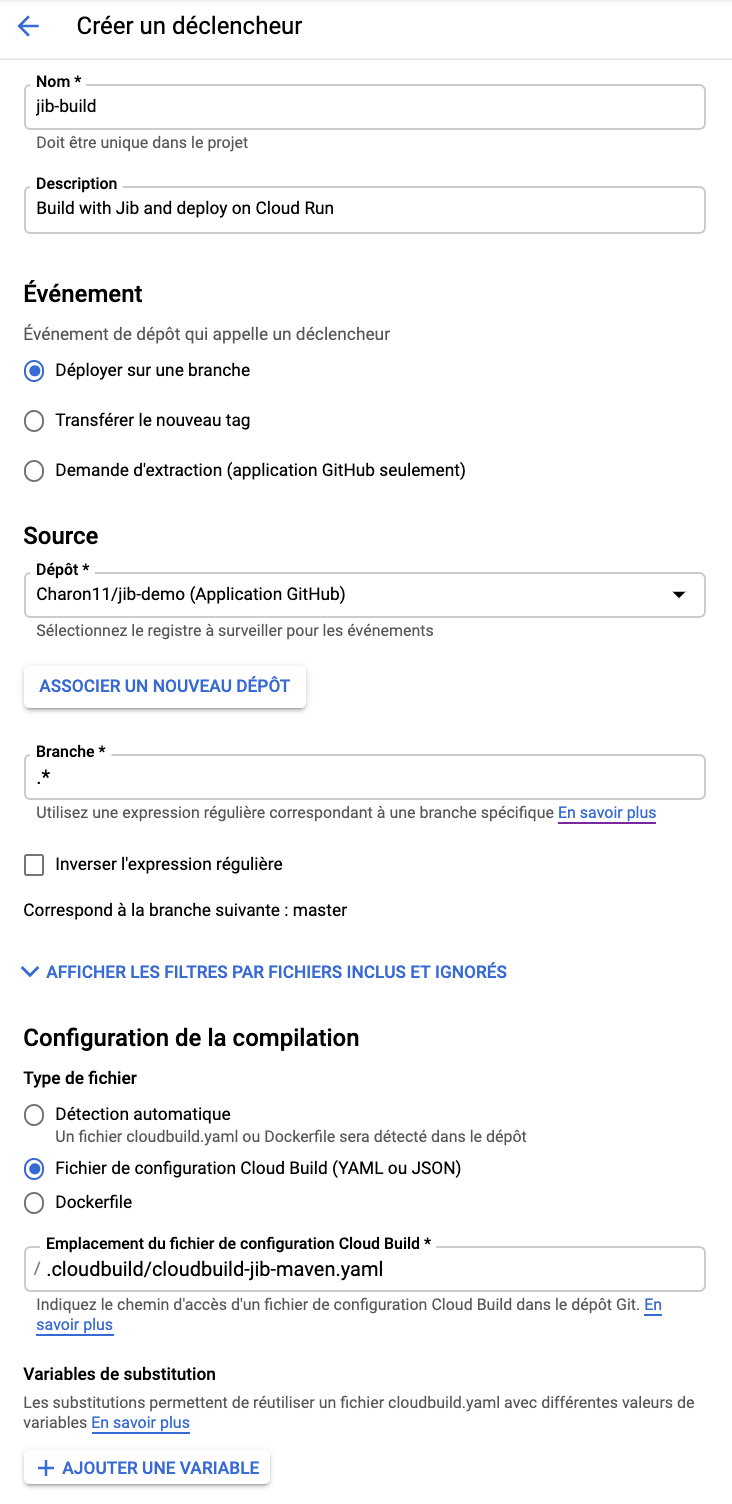 Créer un déclencheur
Nom *
jib-build
Doit être unique dans le projet
Description
Build with Jib and deploy on Cloud Run
Événement
Événement de dépôt qui appelle un déclencheur
Déployer sur une branche
Transférer le nouveau tag
Demande d'extraction (application GitHub seulement)
Source
Dépôt *
Charon11/jib-demo (Application GitHub)
Sélectionnez le registre à surveiller pour les événements
ASSOCIER UN NOUVEAU DÉPÔT
Branche *
.*
Utilisez une expression régulière correspondant à une branche spécifique En savoir plus
Inverser l'expression régulière
Correspond à la branche suivante : master
AFFICHER LES FILTRES PAR FICHIERS INCLUS ET IGNORÉS
Configuration de la compilation
Type de fichier
Détection automatique
Un fichier cloudbuild.yaml ou Dockerfile sera détecté dans le dépôt
Fichier de configuration Cloud Build (YAML ou JSON)
Dockerfile
Emplacement du fichier de configuration Cloud Build *
/ .cloudbuild/cloudbuild-jib-maven.yaml
Indiquez le chemin d'accès d'un fichier de configuration Cloud Build dans le dépôt Git. En
savoir plus
Variables de substitution
Les substitutions permettent de réutiliser un fichier cloudbuild.yaml avec différentes valeurs de
variables En savoir plus
+ AJOUTER UNE VARIABLE